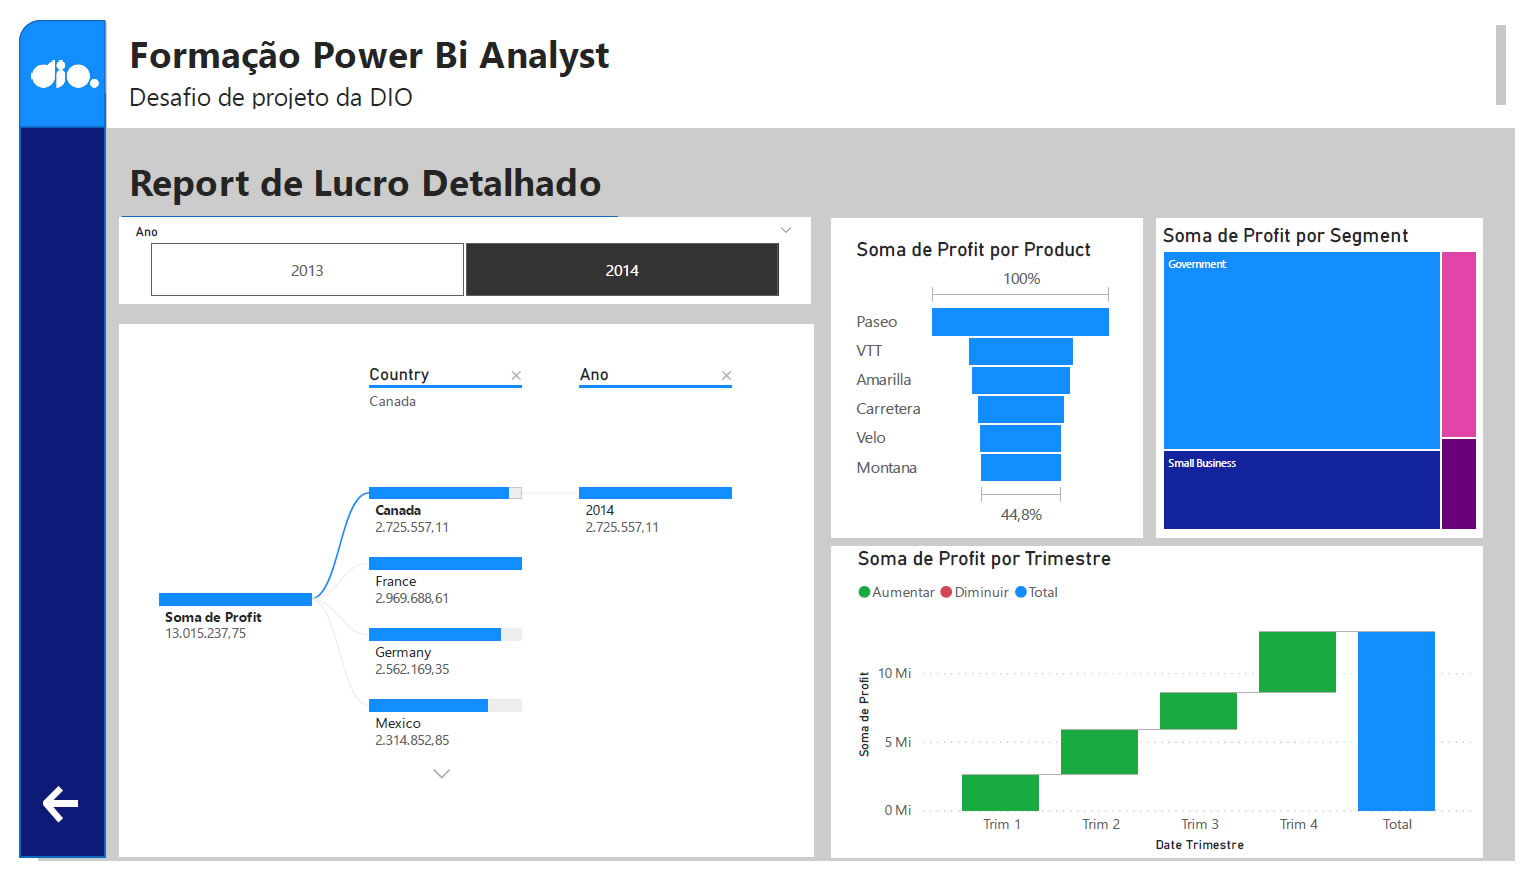 dio.
Formação Power Bi Analyst
Desafio de projeto da DIO
Report de Lucro Detalhado
Ano
2013
2014
Country
Canada
Ano
Soma de Profit
13.015.237,75
Canada
2.725.557,11
France
2.969.688,61
Germany
2.562.169,35
Mexico
2.314.852,85
2014
2.725.557,11
Soma de Profit por Product
100%
Paseo
VTT
Amarilla
Carretera
Velo
Montana
44,8%
Soma de Profit por Segment
Government
Small Business
Soma de Profit por Trimestre
Aumentar Diminuir Total
Soma de Profit
10 Mi
5 Mi
0 Mi
Trim 1 Trim 2 Trim 3 Trim 4 Total
Date Trimestre